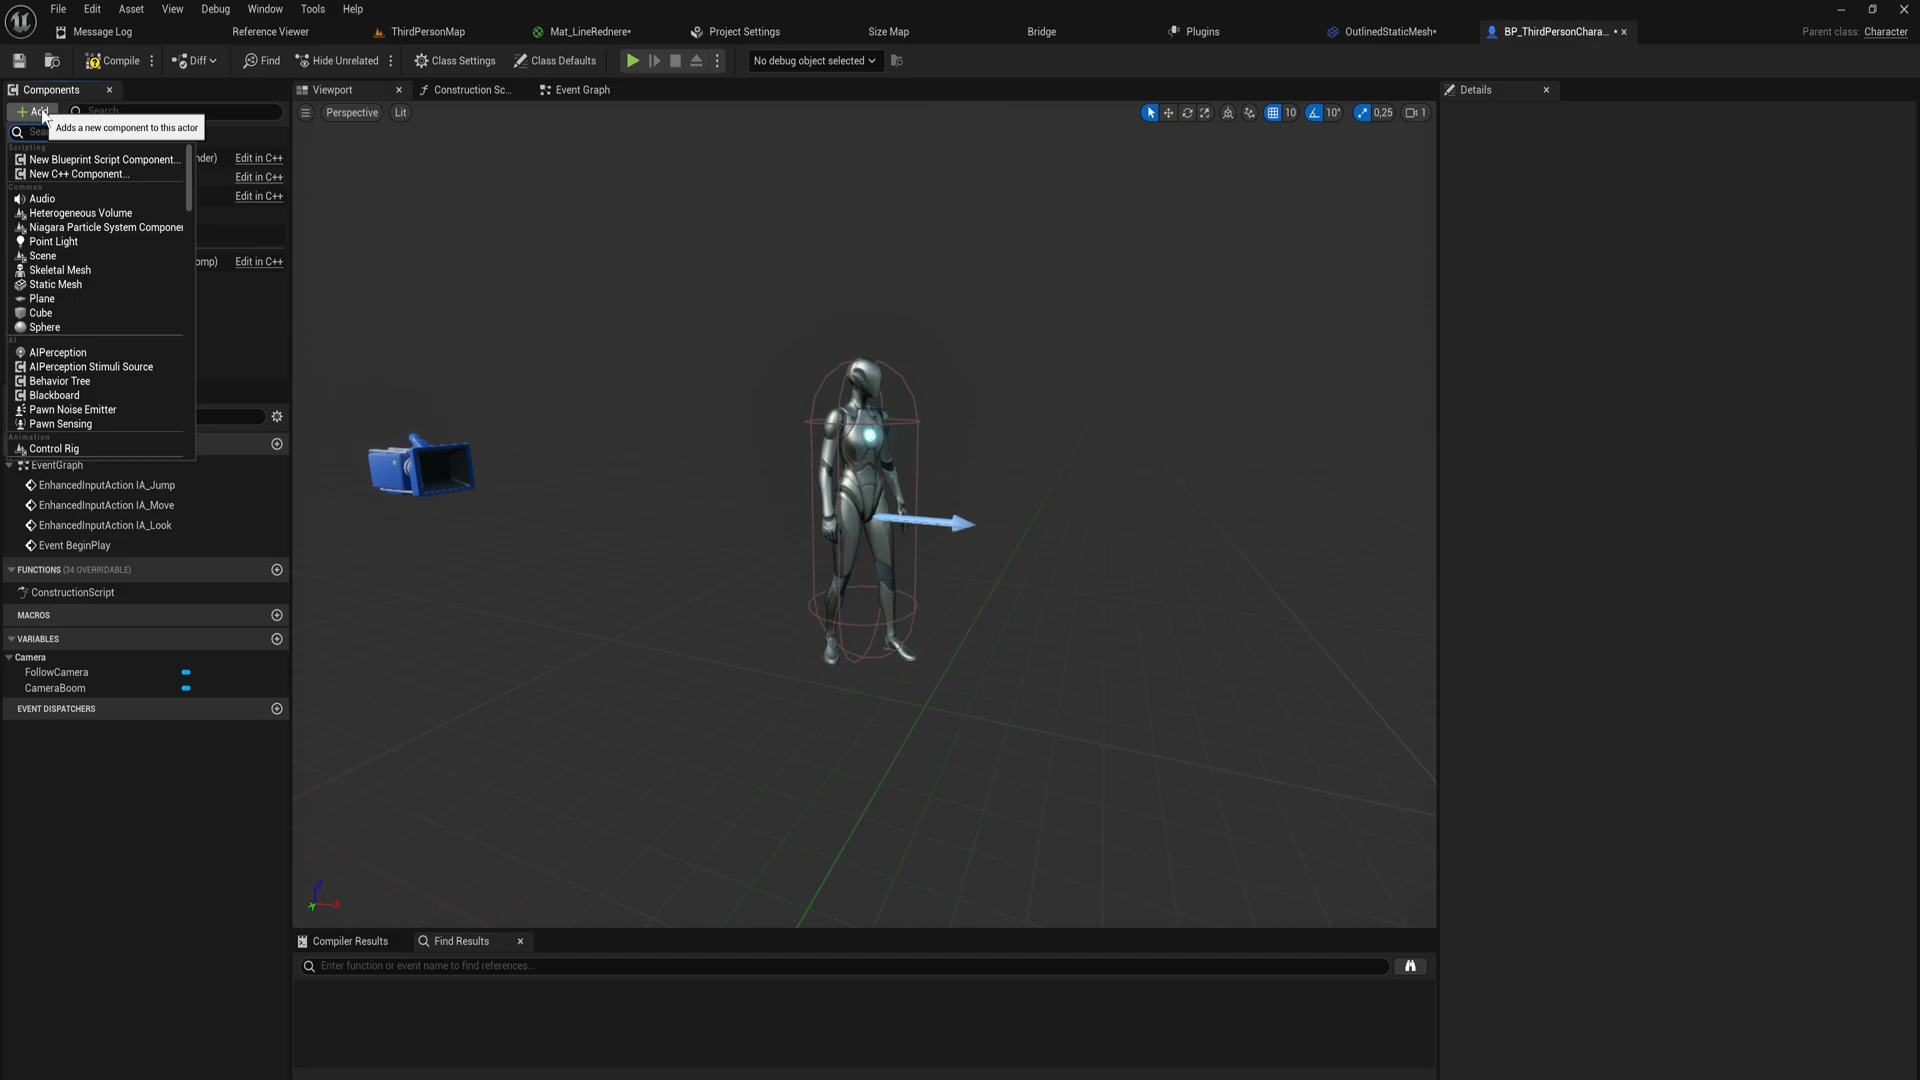 File Edit Asset View Debug Window Tools Help
Message Log Reference Viewer ThirdPersonMap Mat_LineRednere* Project Settings Size Map Bridge Plugins OutlinedStaticMesh* BP_ThirdPersonChara... • Parent class: Character
Compile Diff Find Hide Unrelated Class Settings Class Defaults No debug object selected
Components Viewport Construction Sc... Event Graph Details
+ Add Search
Perspective Lit 10 10° 0,25 1
Adds a new component to this actor
Scripting
New Blueprint Script Component... nder) Edit in C++
New C++ Component... Edit in C++
Common
Audio Edit in C++
Heterogeneous Volume
Niagara Particle System Componen
Point Light
Scene omp) Edit in C++
Skeletal Mesh
Static Mesh
Plane
Cube
Sphere
AI
AIPerception
AIPerception Stimuli Source
Behavior Tree
Blackboard
Pawn Noise Emitter
Pawn Sensing
Animation
Control Rig
EventGraph
EnhancedInputAction IA_Jump
EnhancedInputAction IA_Move
EnhancedInputAction IA_Look
Event BeginPlay
FUNCTIONS (34 OVERRIDABLE)
ConstructionScript
MACROS
VARIABLES
Camera
FollowCamera
CameraBoom
EVENT DISPATCHERS
Z
Y X
Compiler Results Find Results
Enter function or event name to find references...